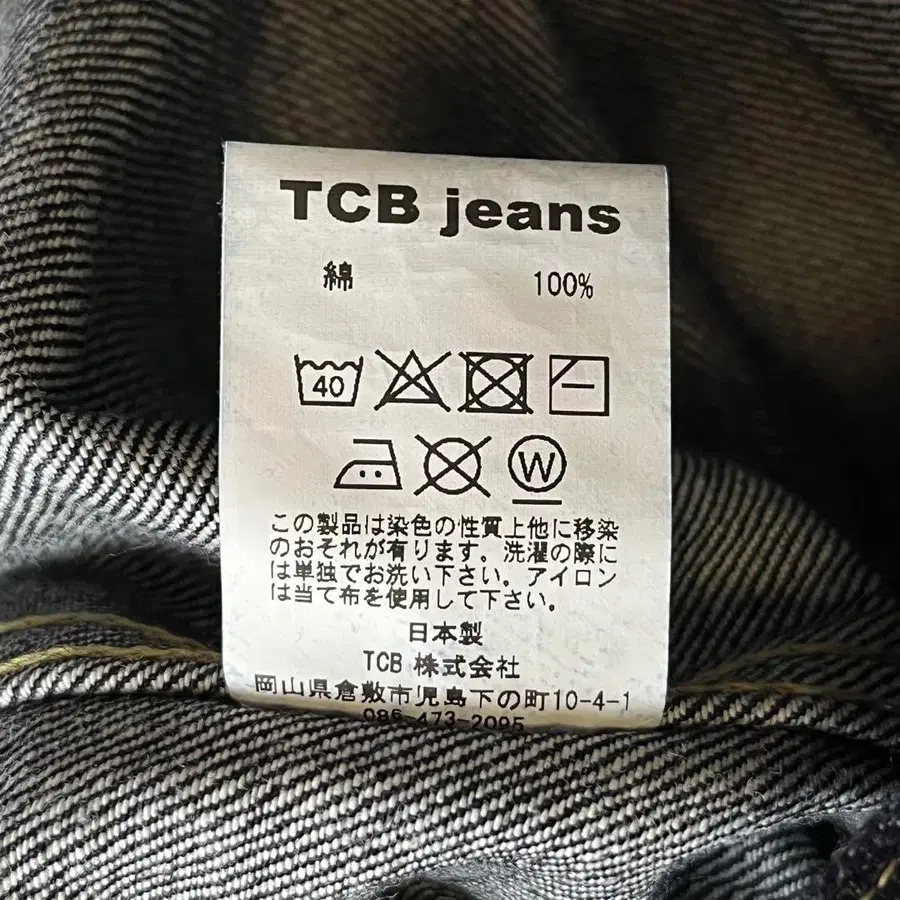 TCB jeans
綿 100%
40
W
この製品は染色の性質上他に移染
のおそれが有ります。洗濯の際に
は単独でお洗い下さい。アイロン
は当て布を使用して下さい。
日本製
TCB 株式会社
岡山県倉敷市児島下の町10-4-1
086-473-2095